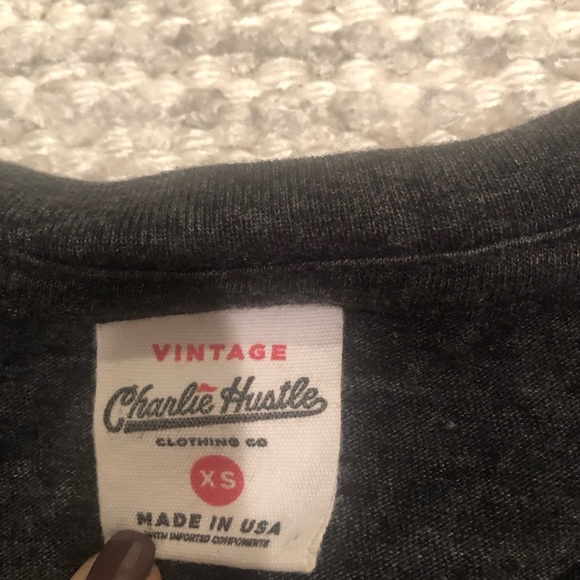 VINTAGE
Charlie Hustle
CLOTHING CO
XS
MADE IN USA
WITH IMPORTED COMPONENTS